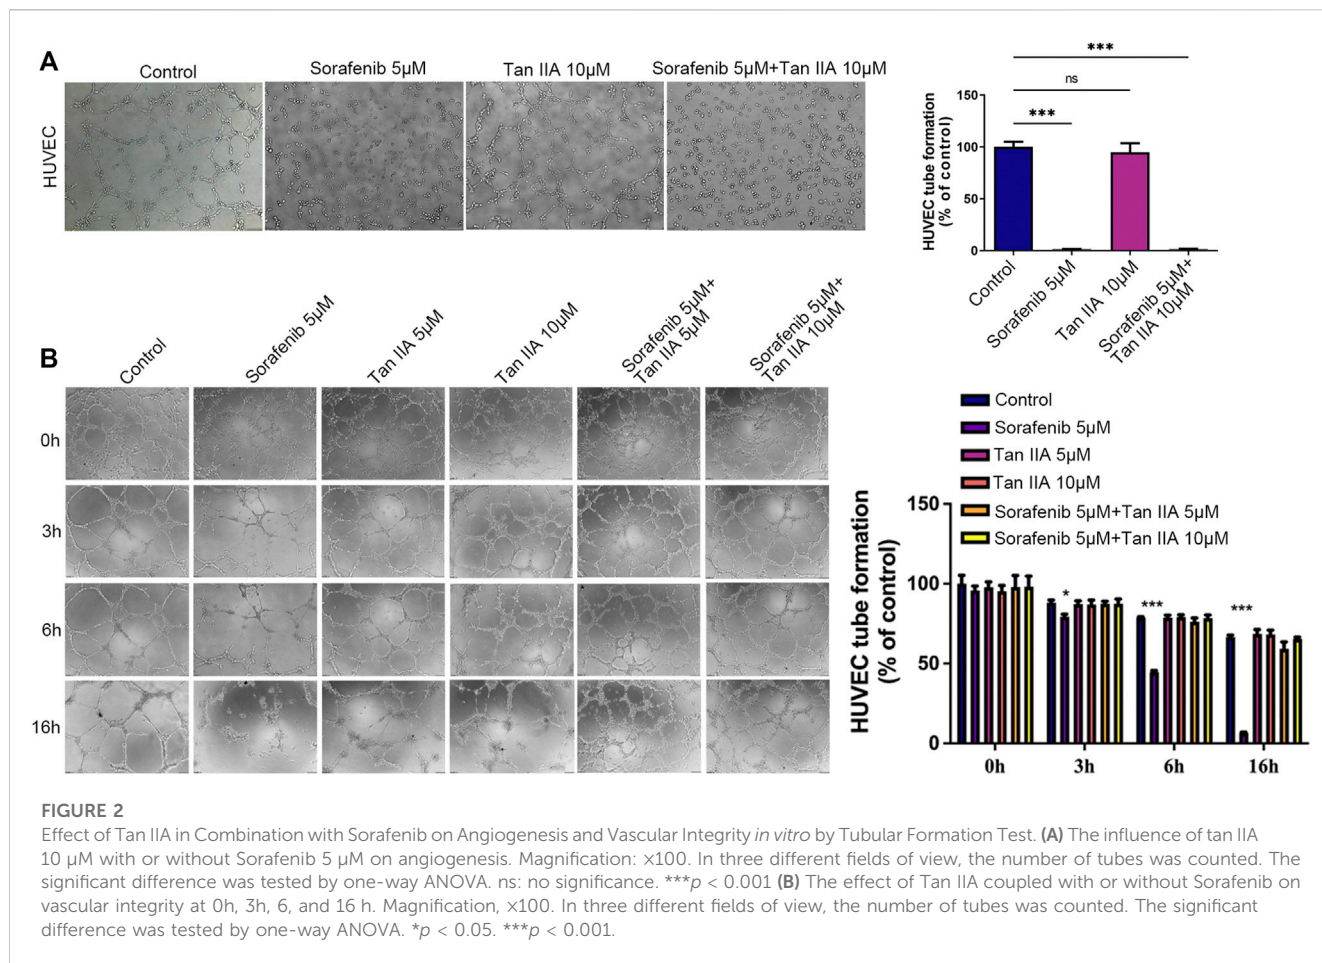 A
Control
Sorafenib 5µM
Tan IIA 10µM
Sorafenib 5µM+Tan IIA 10µM
HUVEC
***
ns
***
HUVEC tube formation
(% of control)
150
100
50
0
Control
Sorafenib 5µM
Tan IIA 10µM
Sorafenib 5µM+
Tan IIA 10µM
B
Control
Sorafenib 5µM
Tan IIA 5µM
Tan IIA 10µM
Sorafenib 5µM+
Tan IIA 5µM
Sorafenib 5µM+
Tan IIA 10µM
0h
3h
6h
16h
Control
Sorafenib 5µM
Tan IIA 5µM
Tan IIA 10µM
Sorafenib 5µM+Tan IIA 5µM
Sorafenib 5µM+Tan IIA 10µM
HUVEC tube formation
(% of control)
150
100
50
0
*
***
***
0h
3h
6h
16h
FIGURE 2
Effect of Tan IIA in Combination with Sorafenib on Angiogenesis and Vascular Integrity in vitro by Tubular Formation Test. (A) The influence of tan IIA
10 µM with or without Sorafenib 5 µM on angiogenesis. Magnification: ×100. In three different fields of view, the number of tubes was counted. The
significant difference was tested by one-way ANOVA. ns: no significance. ***p < 0.001 (B) The effect of Tan IIA coupled with or without Sorafenib on
vascular integrity at 0h, 3h, 6, and 16 h. Magnification, ×100. In three different fields of view, the number of tubes was counted. The significant
difference was tested by one-way ANOVA. *p < 0.05. ***p < 0.001.